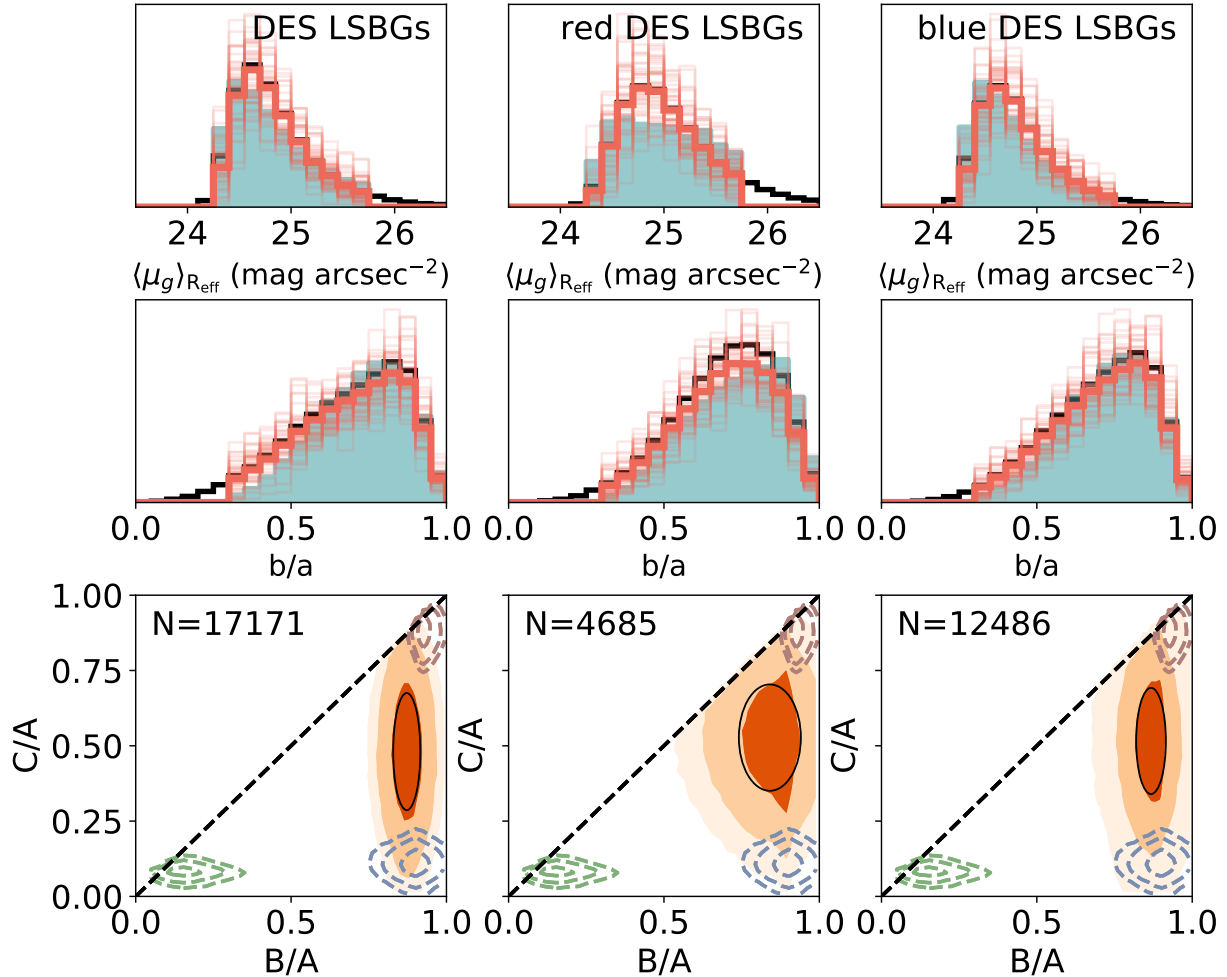 DES LSBGs red DES LSBGs blue DES LSBGs
24 25 26 24 25 26 24 25 26
⟨μg⟩Reff (mag arcsec−2) ⟨μg⟩Reff (mag arcsec−2) ⟨μg⟩Reff (mag arcsec−2)
0.0 0.5 1.0 0.0 0.5 1.0 0.0 0.5 1.0
b/a b/a b/a
1.00
N=17171 N=4685 N=12486
0.75
C/A C/A C/A
0.50
0.25
0.00
0.0 0.5 1.0 0.0 0.5 1.0 0.0 0.5 1.0
B/A B/A B/A